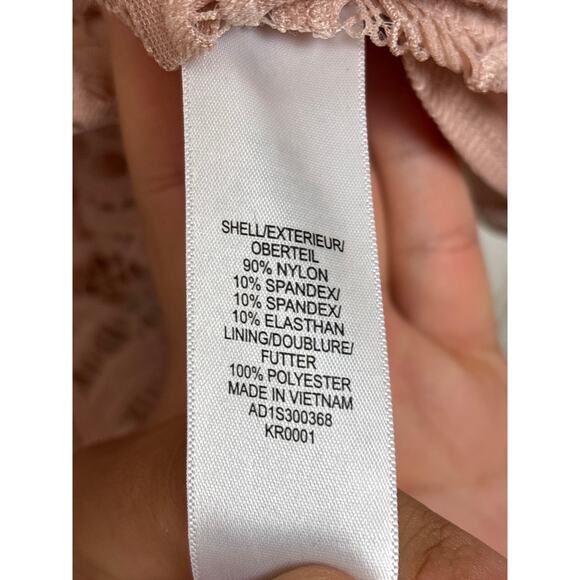 SHELL/EXTERIEUR/
OBERTEIL
90% NYLON
10% SPANDEX/
10% SPANDEX/
10% ELASTHAN
LINING/DOUBLURE/
FUTTER
100% POLYESTER
MADE IN VIETNAM
AD1S300368
KR0001